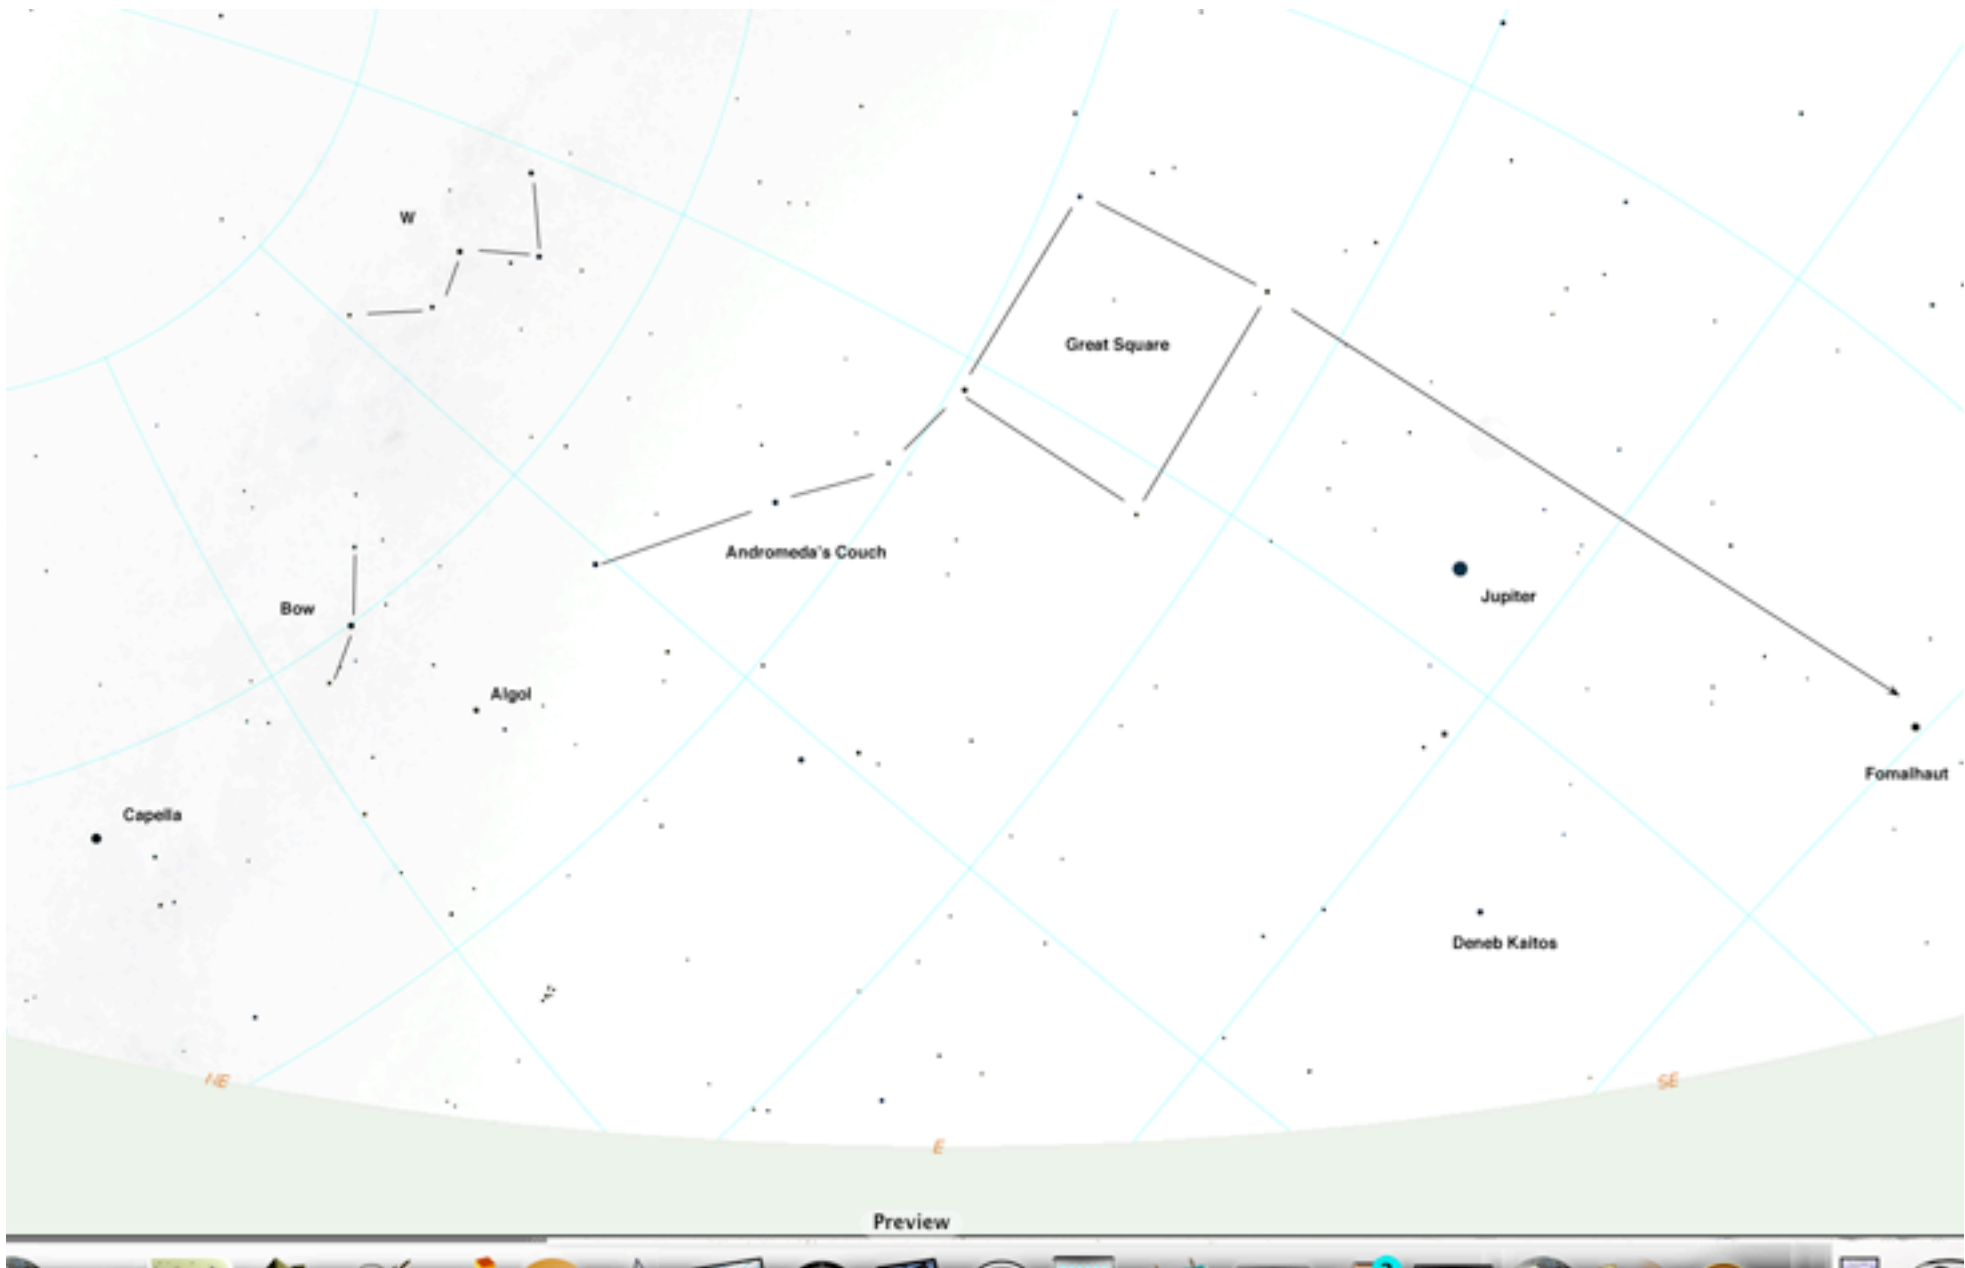 W
Great Square
Andromeda's Couch
Jupiter
Bow
Algol
Fomalhaut
Capella
Deneb Kaitos
NE
SE
E
Preview